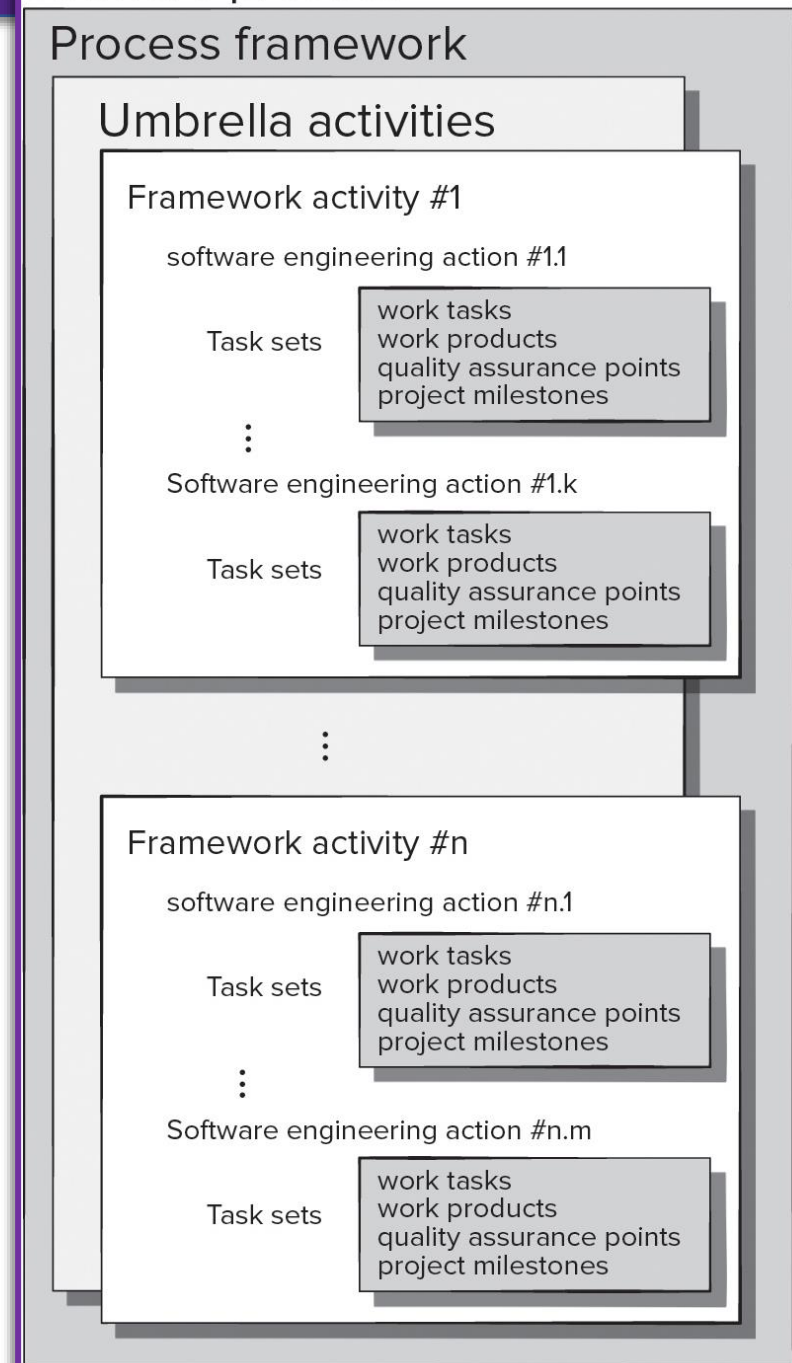 Process framework
Umbrella activities
Framework activity #1
software engineering action #1.1
Task sets
work tasks
work products
quality assurance points
project milestones
Software engineering action #1.k
Task sets
work tasks
work products
quality assurance points
project milestones
Framework activity #n
software engineering action #n.1
Task sets
work tasks
work products
quality assurance points
project milestones
Software engineering action #n.m
Task sets
work tasks
work products
quality assurance points
project milestones